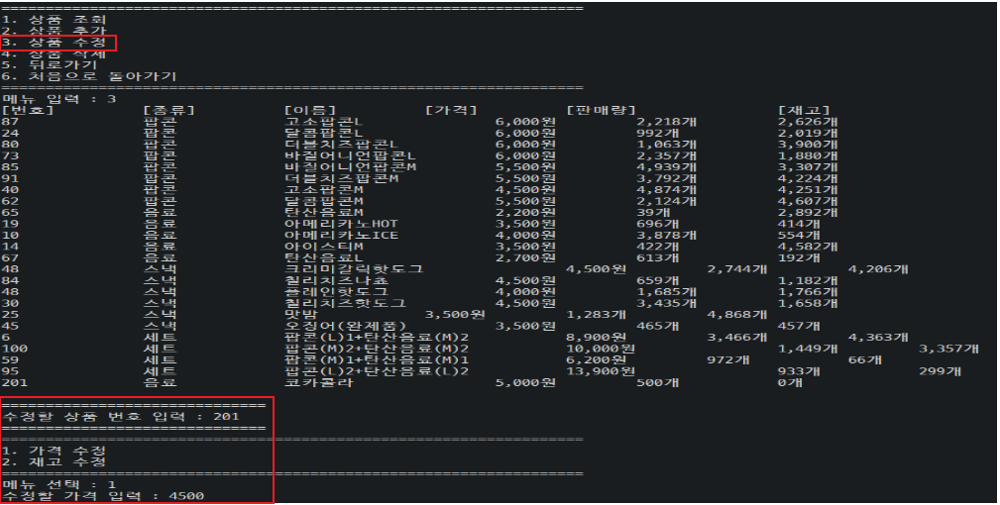 ==================================================================
1. 상품 조회
2. 상품 추가
3. 상품 수정
4. 상품 삭제
5. 뒤로가기
6. 처음으로 돌아가기
==================================================================
메뉴 입력 : 3
[번호] [종류] [이름] [가격] [판매량] [재고]
87 팝콘 고소팝콘L 6,000원 2,218개 2,626개
24 팝콘 달콤팝콘L 6,000원 992개 2,019개
80 팝콘 더블치즈팝콘L 6,000원 1,063개 3,900개
73 팝콘 바질어니언팝콘L 6,000원 2,357개 1,880개
85 팝콘 바질어니언팝콘M 5,500원 4,939개 3,307개
91 팝콘 더블치즈팝콘M 5,500원 3,792개 4,224개
40 팝콘 고소팝콘M 4,500원 4,874개 4,251개
62 팝콘 달콤팝콘M 5,500원 2,124개 4,607개
65 음료 탄산음료M 2,200원 39개 2,892개
19 음료 아메리카노HOT 3,500원 696개 414개
10 음료 아메리카노ICE 4,000원 3,878개 554개
14 음료 아이스티M 3,500원 422개 4,582개
67 음료 탄산음료L 2,700원 613개 192개
48 스낵 크리미갈릭핫도그 4,500원 2,744개 4,206개
84 스낵 칠리치즈나쵸 4,500원 659개 1,182개
48 스낵 플레인핫도그 4,000원 1,685개 1,766개
30 스낵 칠리치즈핫도그 4,500원 3,435개 1,658개
25 스낵 맛밤 3,500원 1,283개 4,868개
45 스낵 오징어(완제품) 3,500원 465개 457개
6 세트 팝콘(L)1+탄산음료(M)2 8,900원 3,466개 4,363개
100 세트 팝콘(M)2+탄산음료(M)2 10,000원 1,449개 3,357개
59 세트 팝콘(M)1+탄산음료(M)1 6,200원 972개 66개
95 세트 팝콘(L)2+탄산음료(L)2 13,900원 933개 299개
201 음료 코카콜라 5,000원 500개 0개
==============================
수정할 상품 번호 입력 : 201
==============================
==================================================================
1. 가격 수정
2. 재고 수정
==================================================================
메뉴 선택 : 1
수정할 가격 입력 : 4500